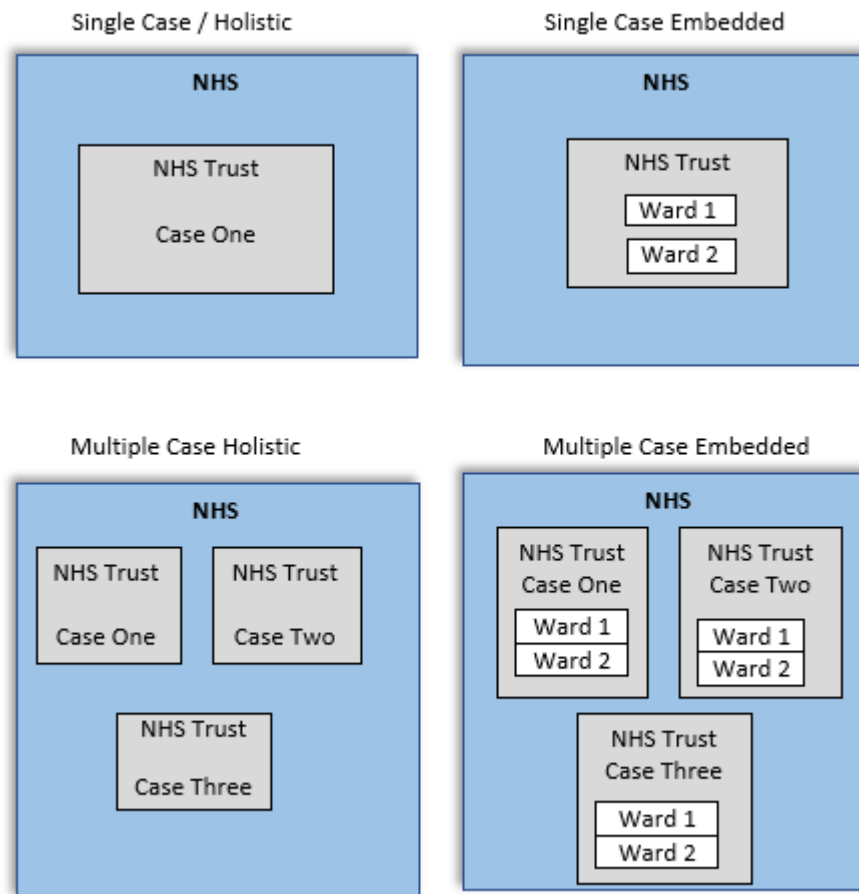 Single Case / Holistic
NHS
NHS Trust
Case One
Single Case Embedded
NHS
NHS Trust
Ward 1
Ward 2
Multiple Case Holistic
NHS
NHS Trust
Case One
NHS Trust
Case Two
NHS Trust
Case Three
Multiple Case Embedded
NHS
NHS Trust
Case One
Ward 1
Ward 2
NHS Trust
Case Two
Ward 1
Ward 2
NHS Trust
Case Three
Ward 1
Ward 2